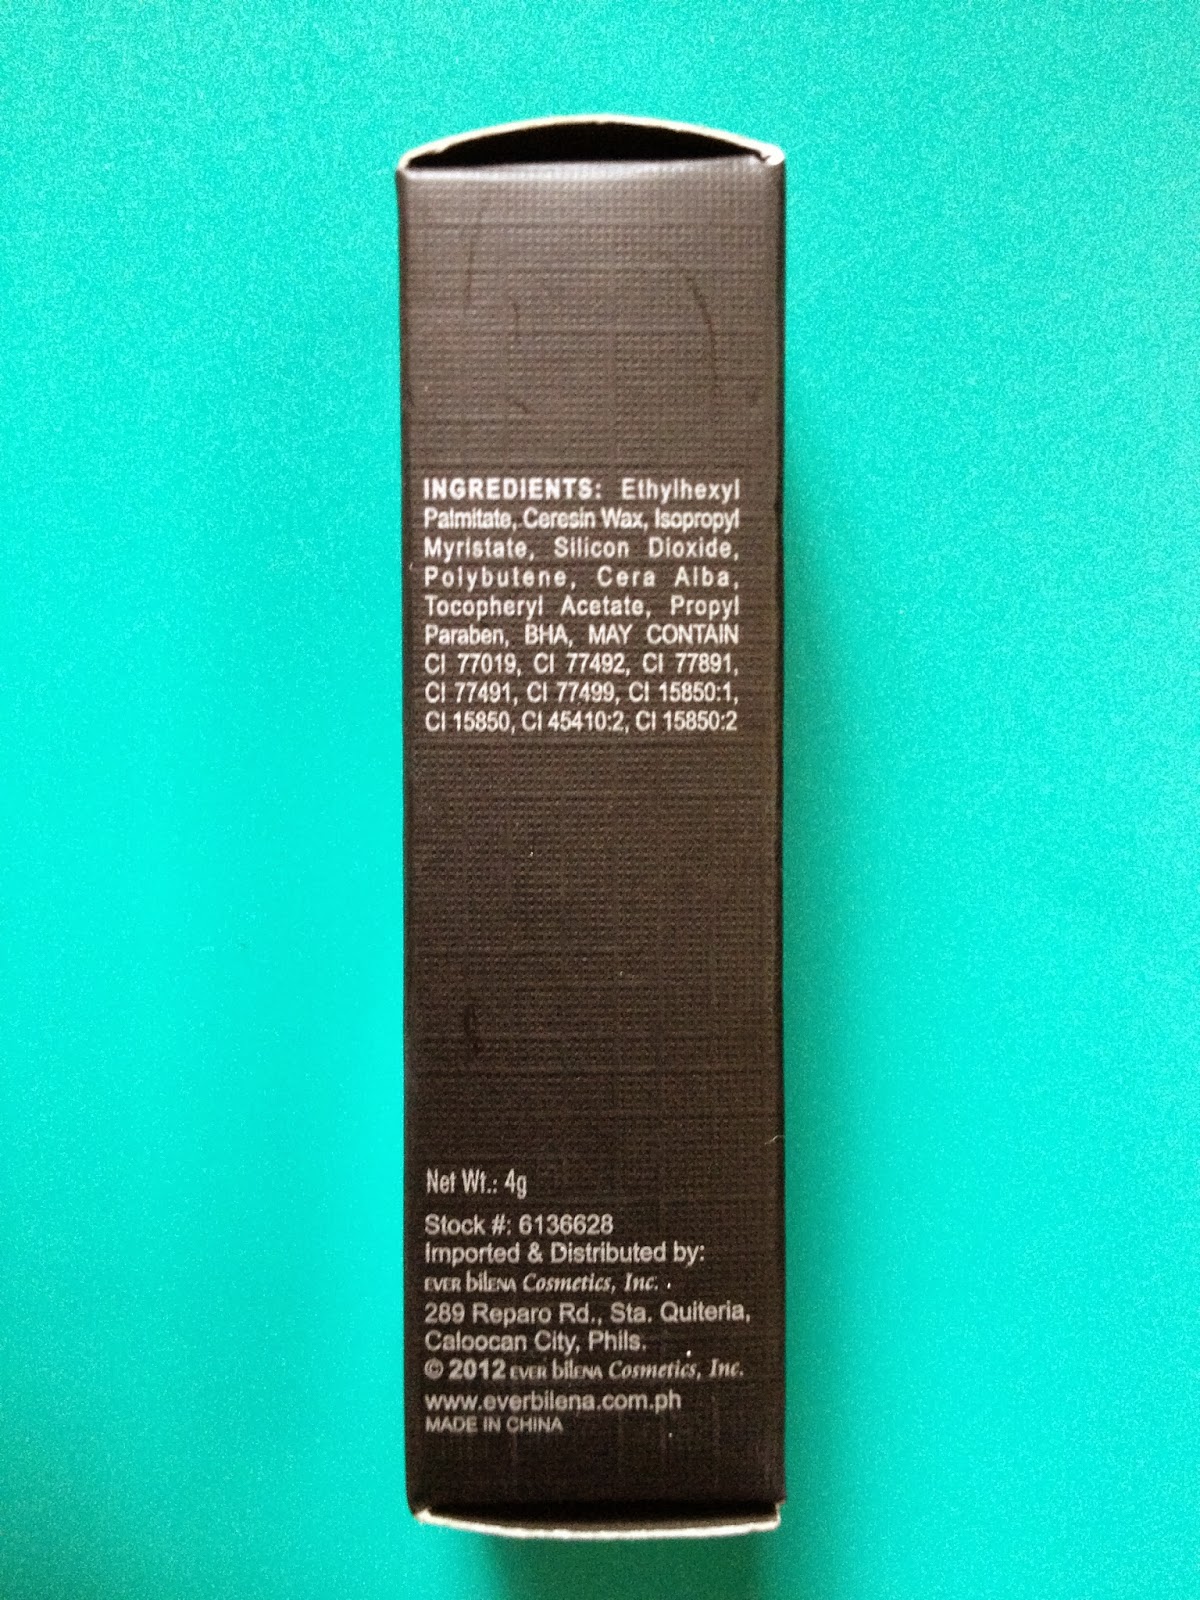 INGREDIENTS: Ethylhexyl
Palmitate, Ceresin Wax, Isopropyl
Myristate, Silicon Dioxide,
Polybutene, Cera Alba,
Tocopheryl Acetate, Propyl
Paraben, BHA, MAY CONTAIN
CI 77019, CI 77492, CI 77891,
CI 77491, CI 77499, CI 15850:1,
CI 15850, CI 45410:2, CI 15850:2
Net Wt.: 4g
Stock #: 6136628
Imported & Distributed by:
EVER bilENA Cosmetics, Inc.
289 Reparo Rd., Sta. Quiteria,
Caloocan City, Phils.
© 2012 EVER bilENA Cosmetics, Inc.
www.everbilena.com.ph
MADE IN CHINA